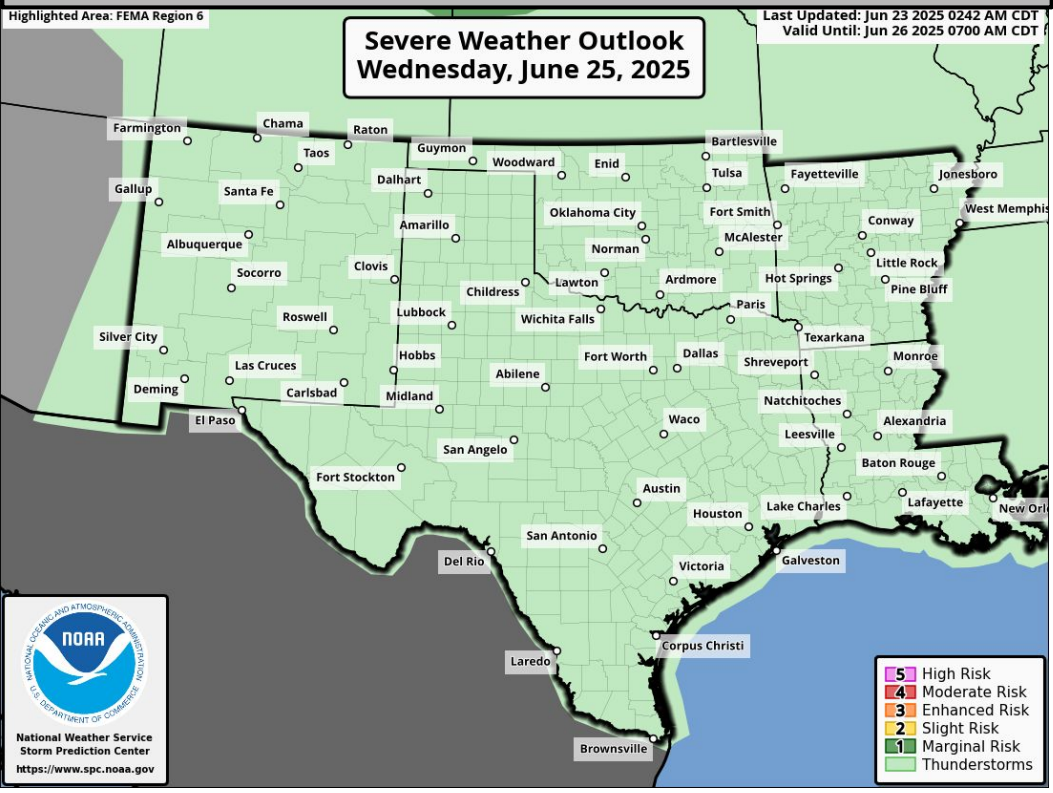 Highlighted Area: FEMA Region 6
Severe Weather Outlook
Wednesday, June 25, 2025
Last Updated: Jun 23 2025 0242 AM CDT
Valid Until: Jun 26 2025 0700 AM CDT
Farmington
Chama
Raton
Taos
Guymon
Woodward
Enid
Bartlesville
Tulsa
Fayetteville
Jonesboro
Gallup
Santa Fe
Dalhart
Oklahoma City
Fort Smith
Conway
West Memphis
Albuquerque
Amarillo
Norman
McAlester
Little Rock
Socorro
Clovis
Childress
Lawton
Ardmore
Hot Springs
Pine Bluff
Roswell
Lubbock
Wichita Falls
Paris
Texarkana
Silver City
Hobbs
Fort Worth
Dallas
Shreveport
Monroe
Las Cruces
Deming
Carlsbad
Midland
Abilene
Natchitoches
El Paso
Waco
Alexandria
San Angelo
Leesville
Fort Stockton
Baton Rouge
Austin
Houston
Lake Charles
Lafayette
New Orl
San Antonio
Del Rio
Galveston
Victoria
Laredo
Corpus Christi
Brownsville
NATIONAL OCEANIC AND ATMOSPHERIC ADMINISTRATION
NOAA
U.S. DEPARTMENT OF COMMERCE
National Weather Service
Storm Prediction Center
https://www.spc.noaa.gov
5 High Risk
4 Moderate Risk
3 Enhanced Risk
2 Slight Risk
1 Marginal Risk
Thunderstorms